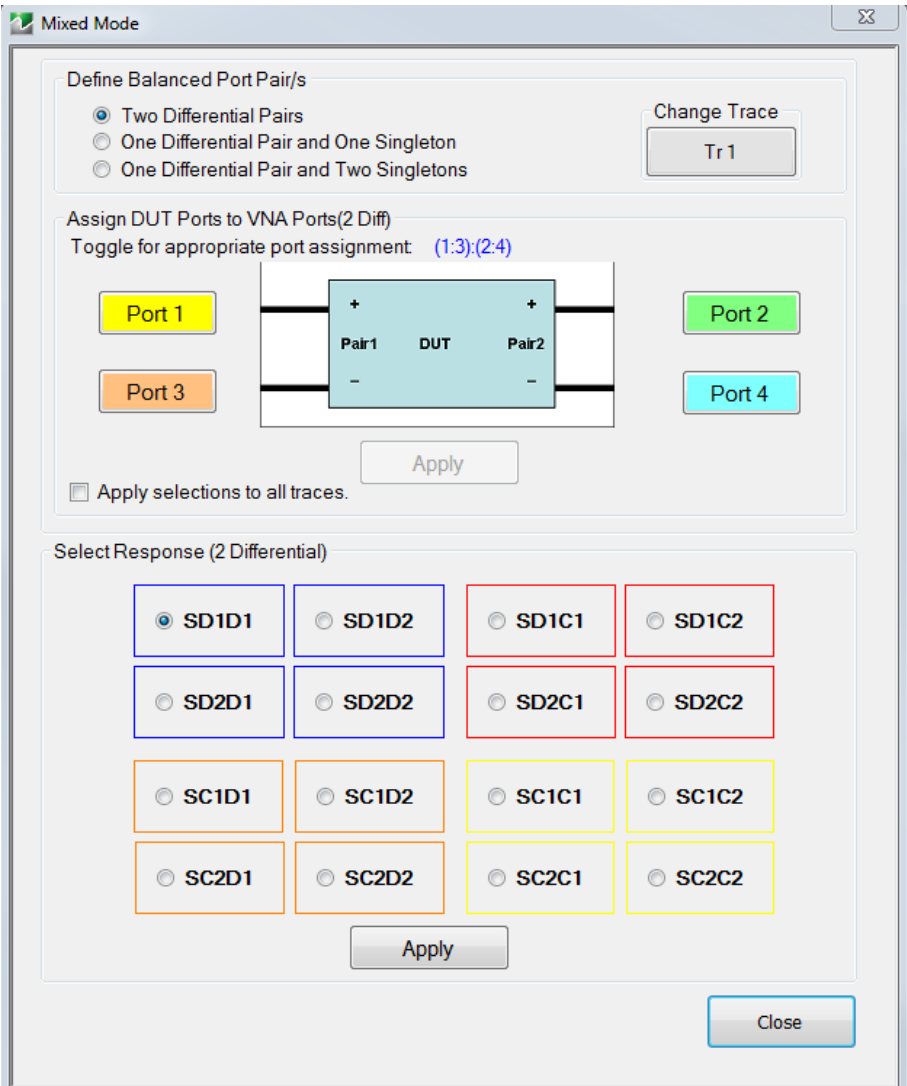 Mixed Mode
Define Balanced Port Pair/s
Two Differential Pairs
One Differential Pair and One Singleton
One Differential Pair and Two Singletons
Change Trace
Tr 1
Assign DUT Ports to VNA Ports(2 Diff)
Toggle for appropriate port assignment: (1:3):(2:4)
Port 1
Port 3
+ +
Pair1 DUT Pair2
− −
Port 2
Port 4
Apply
Apply selections to all traces.
Select Response (2 Differential)
SD1D1 SD1D2 SD1C1 SD1C2
SD2D1 SD2D2 SD2C1 SD2C2
SC1D1 SC1D2 SC1C1 SC1C2
SC2D1 SC2D2 SC2C1 SC2C2
Apply
Close